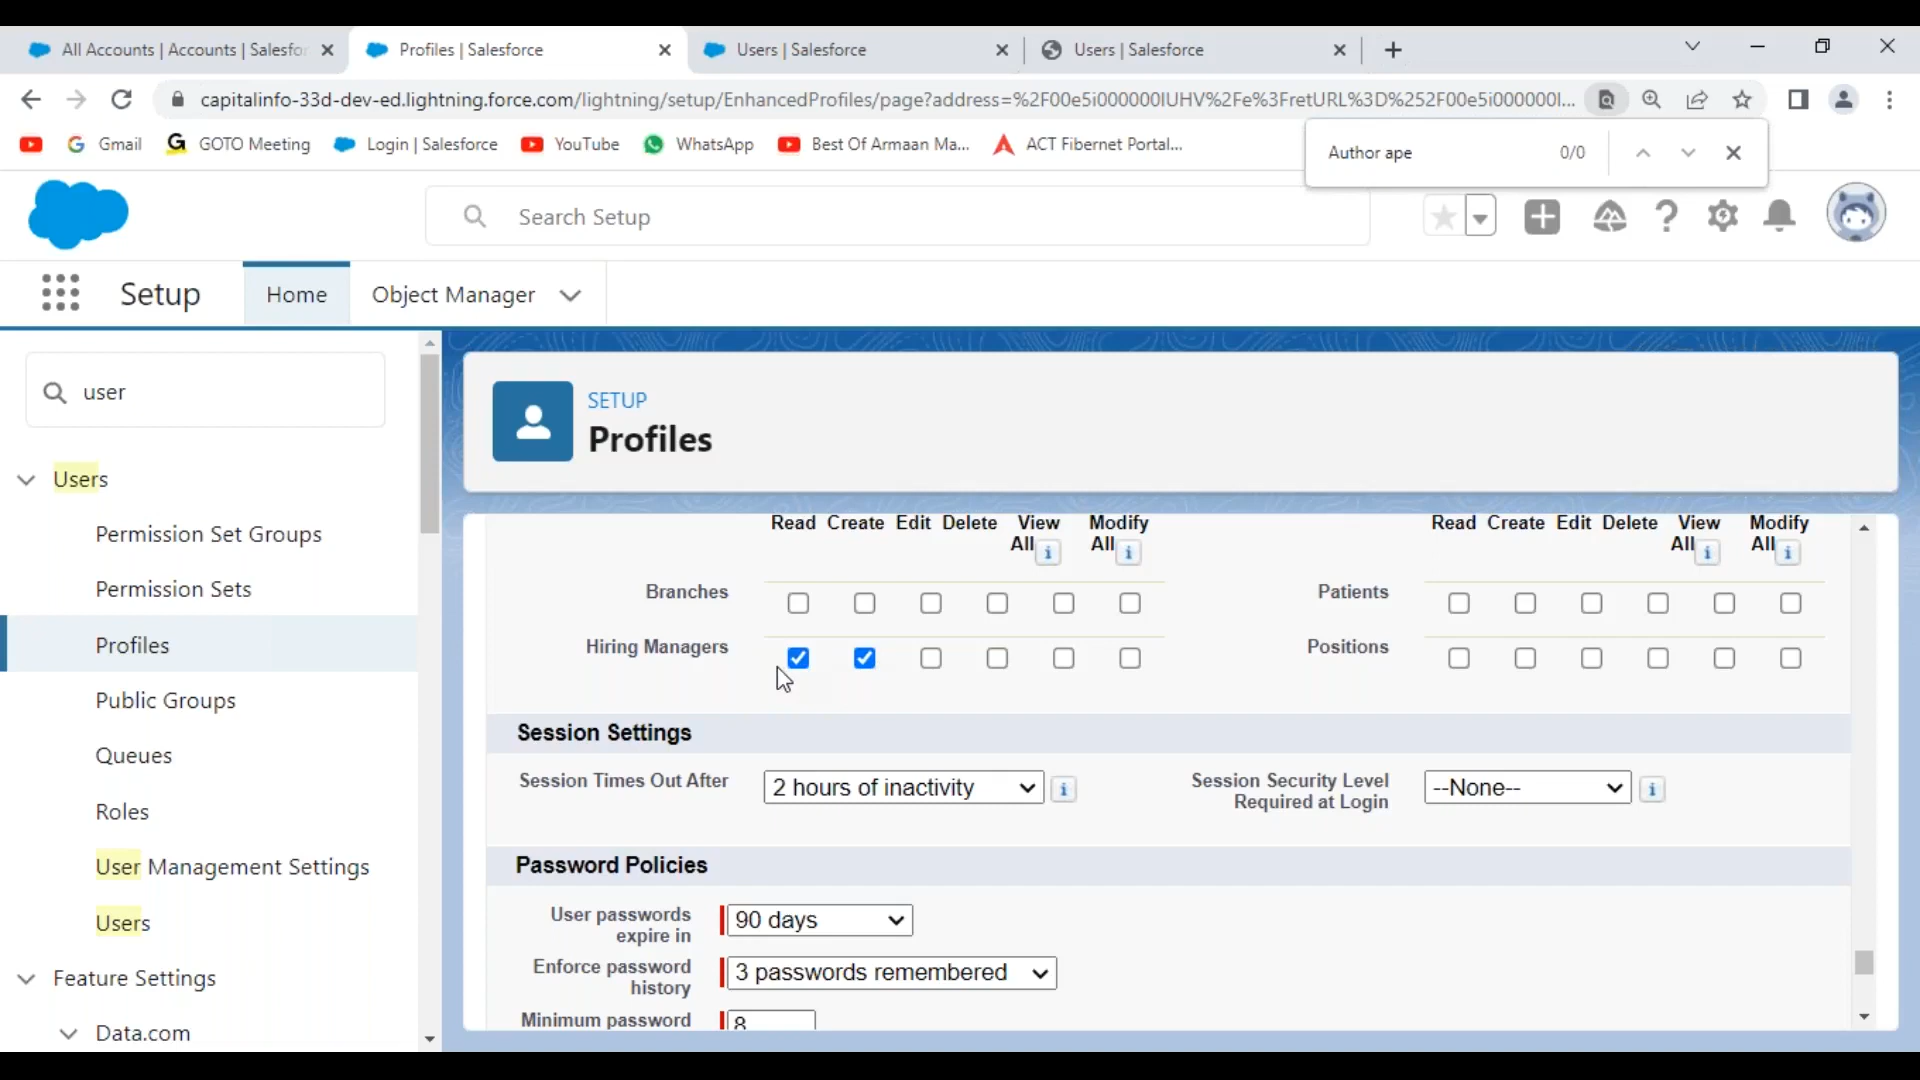 All Accounts | Accounts | Salesfor
Profiles | Salesforce
Users | Salesforce
Users | Salesforce
capitalinfo-33d-dev-ed.lightning.force.com/lightning/setup/EnhancedProfiles/page?address=%2F00e5i000000IUHV%2Fe%3FretURL%3D%252F00e5i000000I...
Gmail
GOTO Meeting
Login | Salesforce
YouTube
WhatsApp
Best Of Armaan Ma...
ACT Fibernet Portal...
Author ape 0/0
Search Setup
Setup
Home
Object Manager
user
Users
Permission Set Groups
Permission Sets
Profiles
Public Groups
Queues
Roles
User Management Settings
Users
Feature Settings
Data.com
SETUP
Profiles
Read Create Edit Delete View All Modify All
Read Create Edit Delete View All Modify All
Branches
Patients
Hiring Managers
Positions
Session Settings
Session Times Out After
2 hours of inactivity
Session Security Level
Required at Login
--None--
Password Policies
User passwords
expire in
90 days
Enforce password
history
3 passwords remembered
Minimum password
8